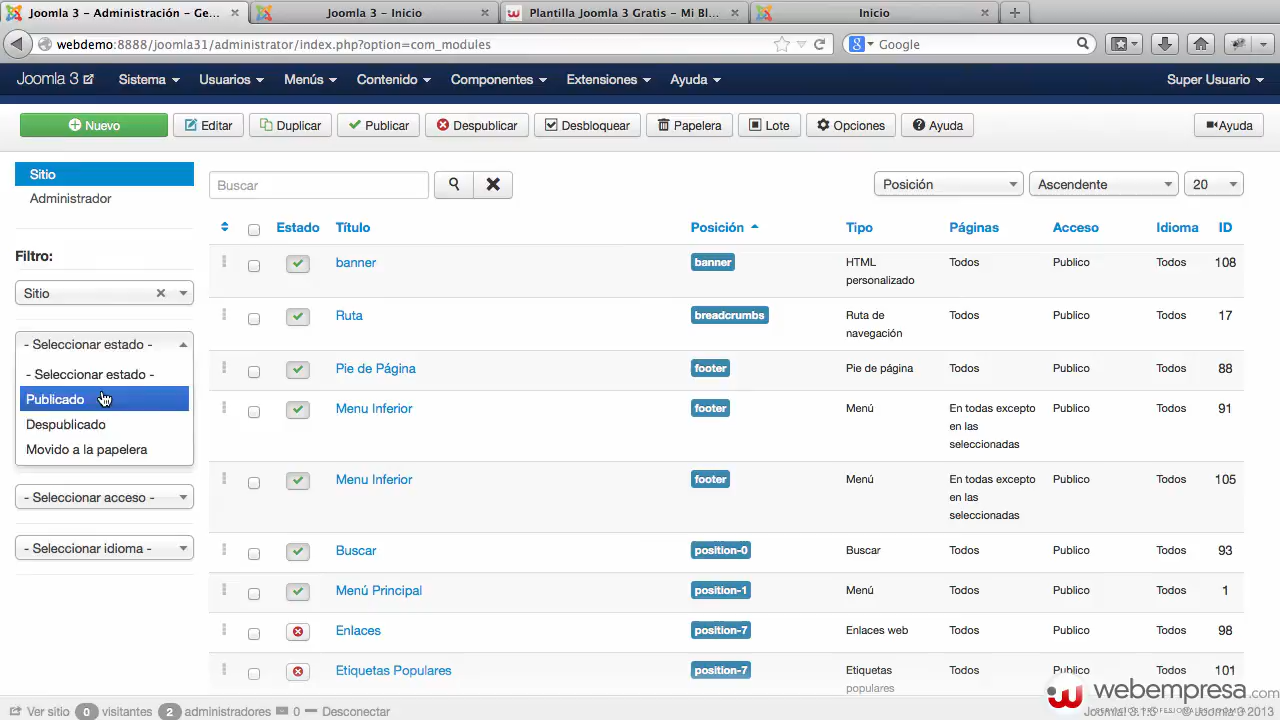 Joomla 3 - Administración - Ge...
Joomla 3 - Inicio
Plantilla Joomla 3 Gratis - Mi Bl...
Inicio
webdemo:8888/joomla31/administrator/index.php?option=com_modules
Google
Joomla 3
Sistema
Usuarios
Menús
Contenido
Componentes
Extensiones
Ayuda
Super Usuario
Nuevo
Editar
Duplicar
Publicar
Despublicar
Desbloquear
Papelera
Lote
Opciones
Ayuda
Ayuda
Sitio
Administrador
Filtro:
Sitio
- Seleccionar estado -
- Seleccionar estado -
Publicado
Despublicado
Movido a la papelera
- Seleccionar acceso -
- Seleccionar idioma -
Buscar
Posición
Ascendente
20
Estado Título Posición Tipo Páginas Acceso Idioma ID
banner banner HTML personalizado Todos Publico Todos 108
Ruta breadcrumbs Ruta de navegación Todos Publico Todos 17
Pie de Página footer Pie de página Todos Publico Todos 88
Menu Inferior footer Menú En todas excepto en las seleccionadas Publico Todos 91
Menu Inferior footer Menú En todas excepto en las seleccionadas Publico Todos 105
Buscar position-0 Buscar Todos Publico Todos 93
Menú Principal position-1 Menú Todos Publico Todos 1
Enlaces position-7 Enlaces web Todos Publico Todos 98
Etiquetas Populares position-7 Etiquetas populares Todos Publico Todos 101
webempresa.com
Ver sitio 0 visitantes 2 administradores 0 Desconectar
Joomla! 3.1.5 © Joomla 3 2013